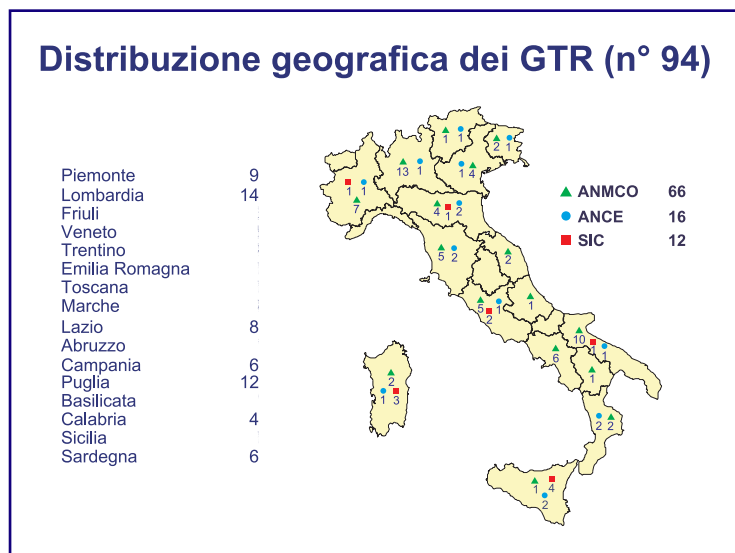 Distribuzione geografica dei GTR (n° 94)
Piemonte 9
Lombardia 14
Friuli
Veneto
Trentino
Emilia Romagna
Toscana
Marche
Lazio 8
Abruzzo
Campania 6
Puglia 12
Basilicata
Calabria 4
Sicilia
Sardegna 6
ANMCO 66
ANCE 16
SIC 12
1 1
2 1
13 1
1 4
1 1
7
4 1 2
5 2
2
5 2 1
1
10 1 1
6
1
2
1 3
2 2
1 4
2